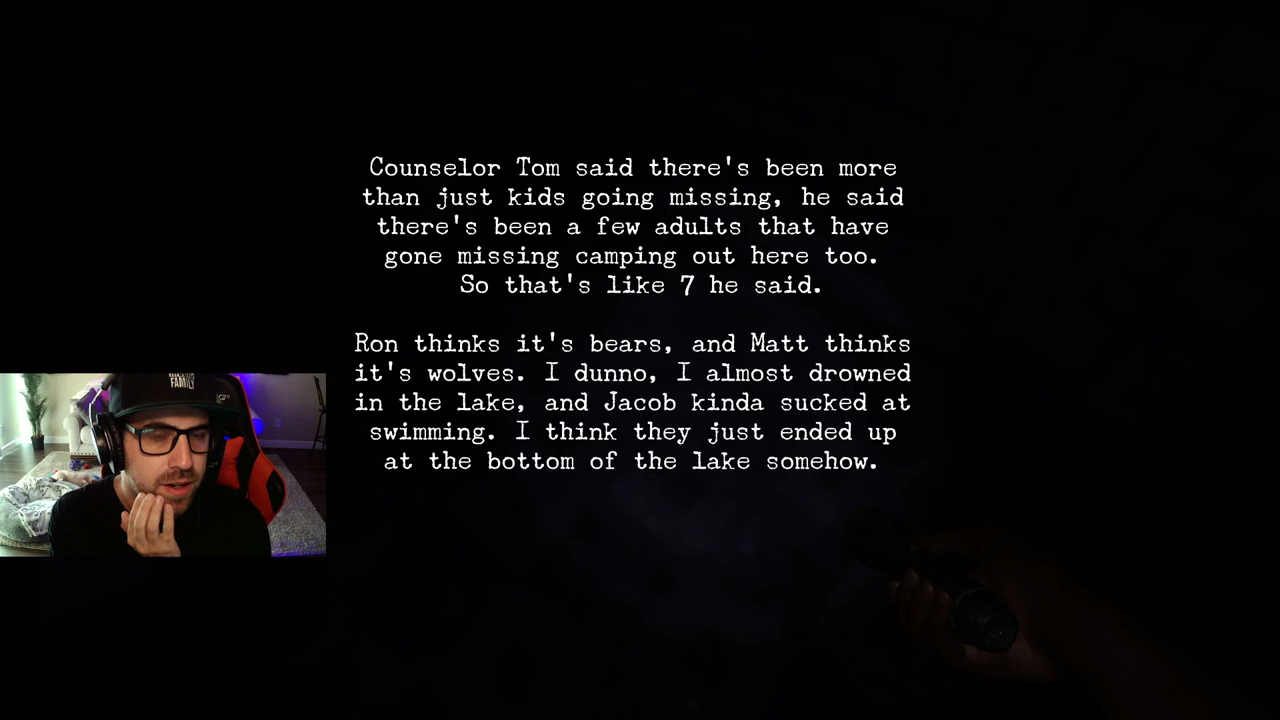 Counselor Tom said there's been more
than just kids going missing, he said
there's been a few adults that have
gone missing camping out here too.
So that's like 7 he said.
Ron thinks it's bears, and Matt thinks
it's wolves. I dunno, I almost drowned
in the lake, and Jacob kinda sucked at
swimming. I think they just ended up
at the bottom of the lake somehow.
FAMILY